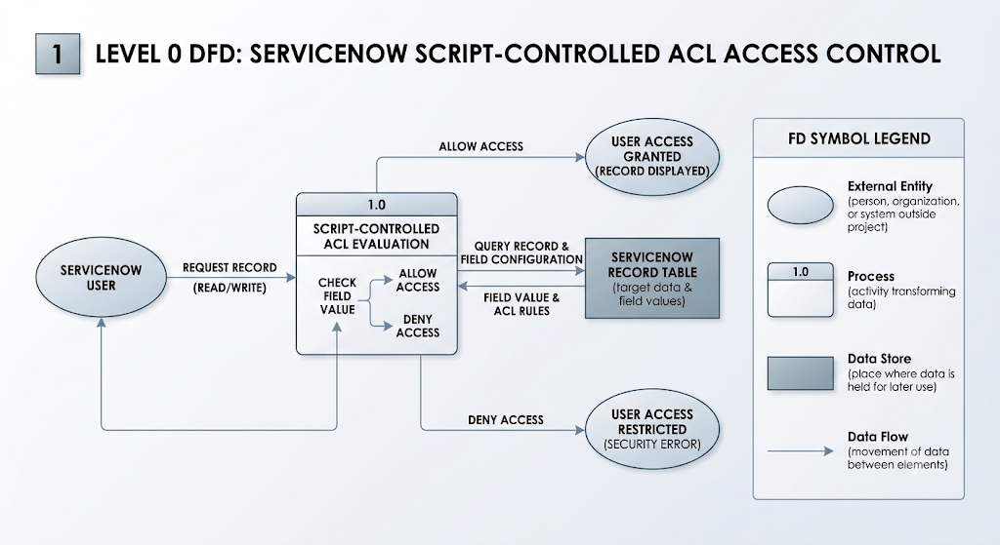 1
LEVEL 0 DFD: SERVICENOW SCRIPT-CONTROLLED ACL ACCESS CONTROL
SERVICENOW
USER
REQUEST RECORD
(READ/WRITE)
1.0
SCRIPT-CONTROLLED
ACL EVALUATION
CHECK
FIELD
VALUE
ALLOW
ACCESS
DENY
ACCESS
ALLOW ACCESS
USER ACCESS
GRANTED
(RECORD DISPLAYED)
QUERY RECORD &
FIELD CONFIGURATION
FIELD VALUE &
ACL RULES
SERVICENOW
RECORD TABLE
(target data &
field values)
DENY ACCESS
USER ACCESS
RESTRICTED
(SECURITY ERROR)
FD SYMBOL LEGEND
External Entity
(person, organization,
or system outside
project)
1.0
Process
(activity transforming
data)
Data Store
(place where data is
held for later use)
Data Flow
(movement of data
between elements)